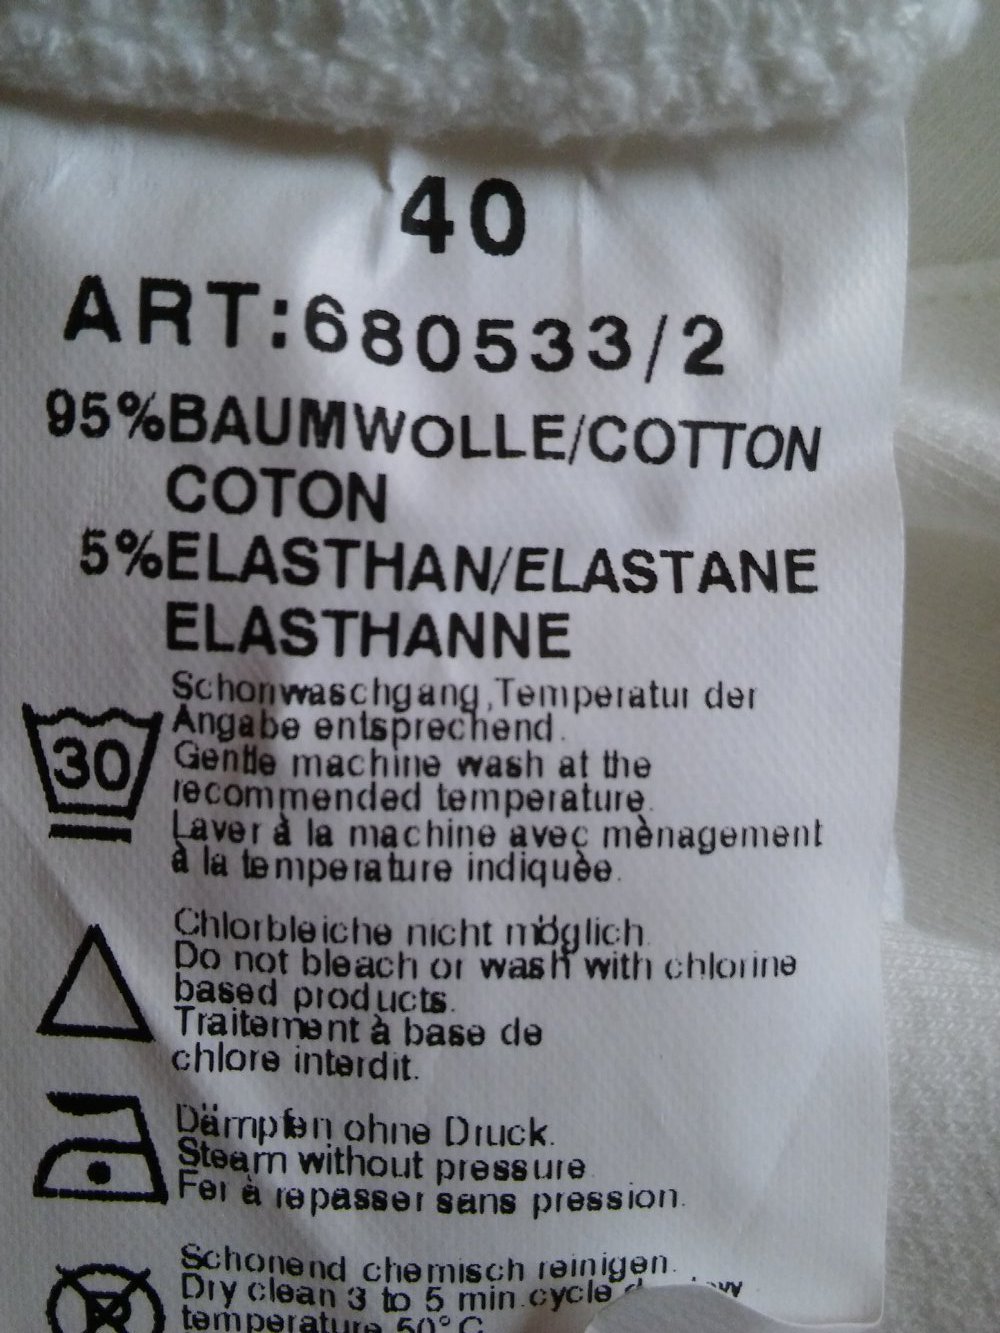 40
ART:680533/2
95%BAUMWOLLE/COTTON
COTON
5%ELASTHAN/ELASTANE
ELASTHANNE
Schonwaschgang,Temperatur der
Angabe entsprechend.
30
Gentle machine wash at the
recommended temperature.
Laver à la machine aveç mènagement
à la température indiquèe.
Chlorbleiche nicht möglich.
Do not bleach or wash with chlorine
based products.
Traitement à base de
chlore interdit.
Dämpfen ohne Druck.
Steam without pressure.
Fer à repasser sans pression.
Schonend chemisch reinigen.
Dry clean 3 to 5 min.cycle
temperature 50°C